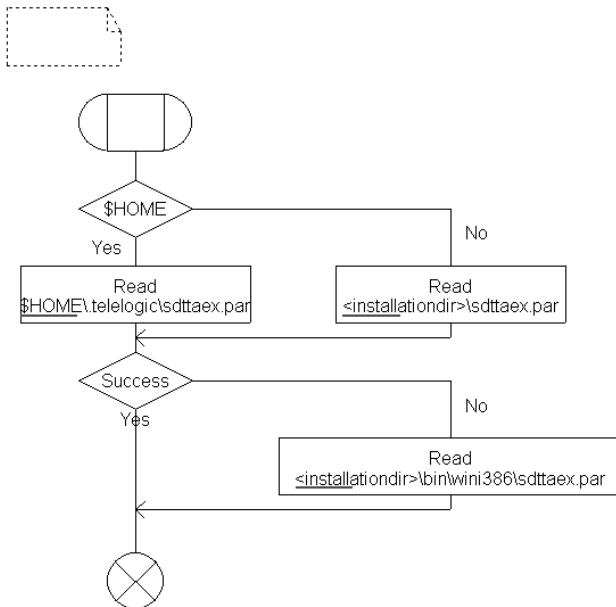 $HOME
Yes
No
Read
$HOME\.telelogic\sdttaex.par
Read
<installationdir>\sdttaex.par
Success
Yes
No
Read
<installationdir>\bin\wini386\sdttaex.par